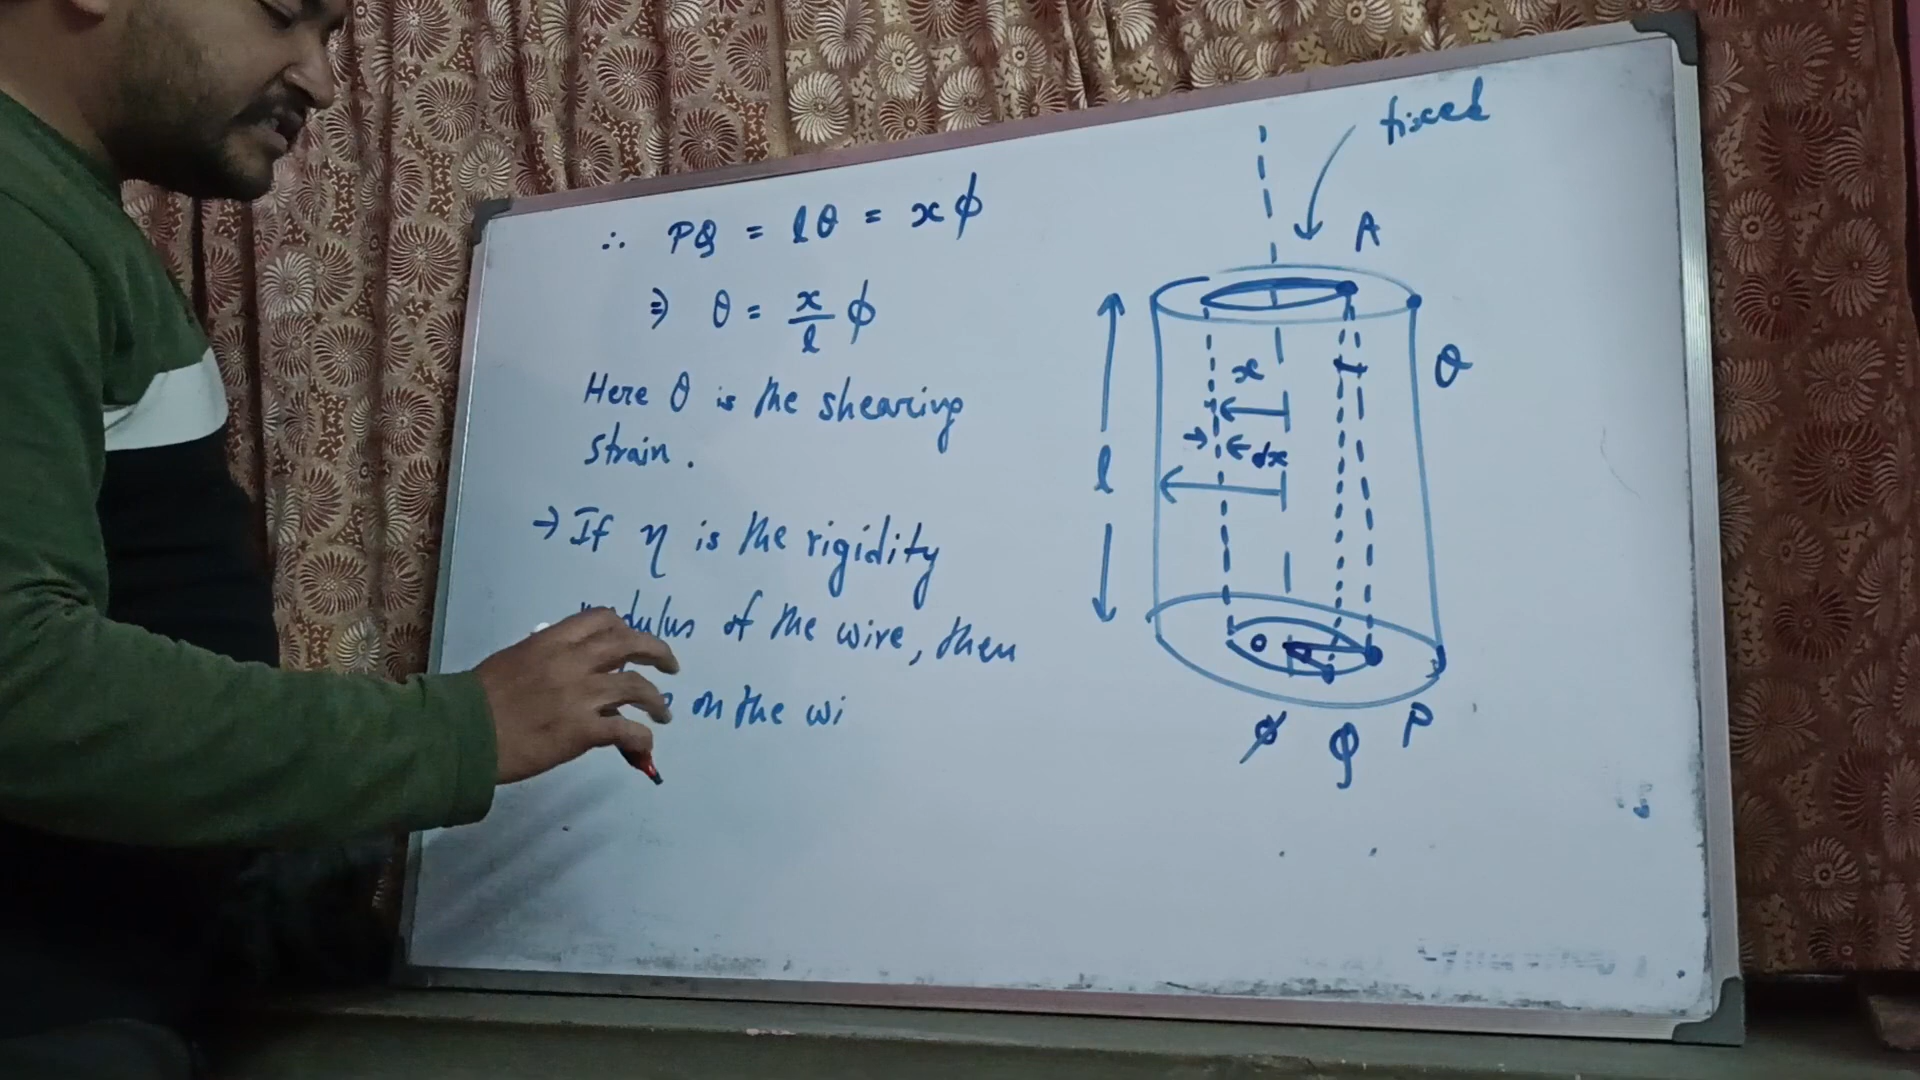 ∴ PQ = lθ = xϕ
⇒ θ = x/l ϕ
Here θ is the shearing
strain.
→ If η is the rigidity
modulus of the wire, then
on the wi
fixed
A
θ
x
dx
l
O
ϕ
Q
P